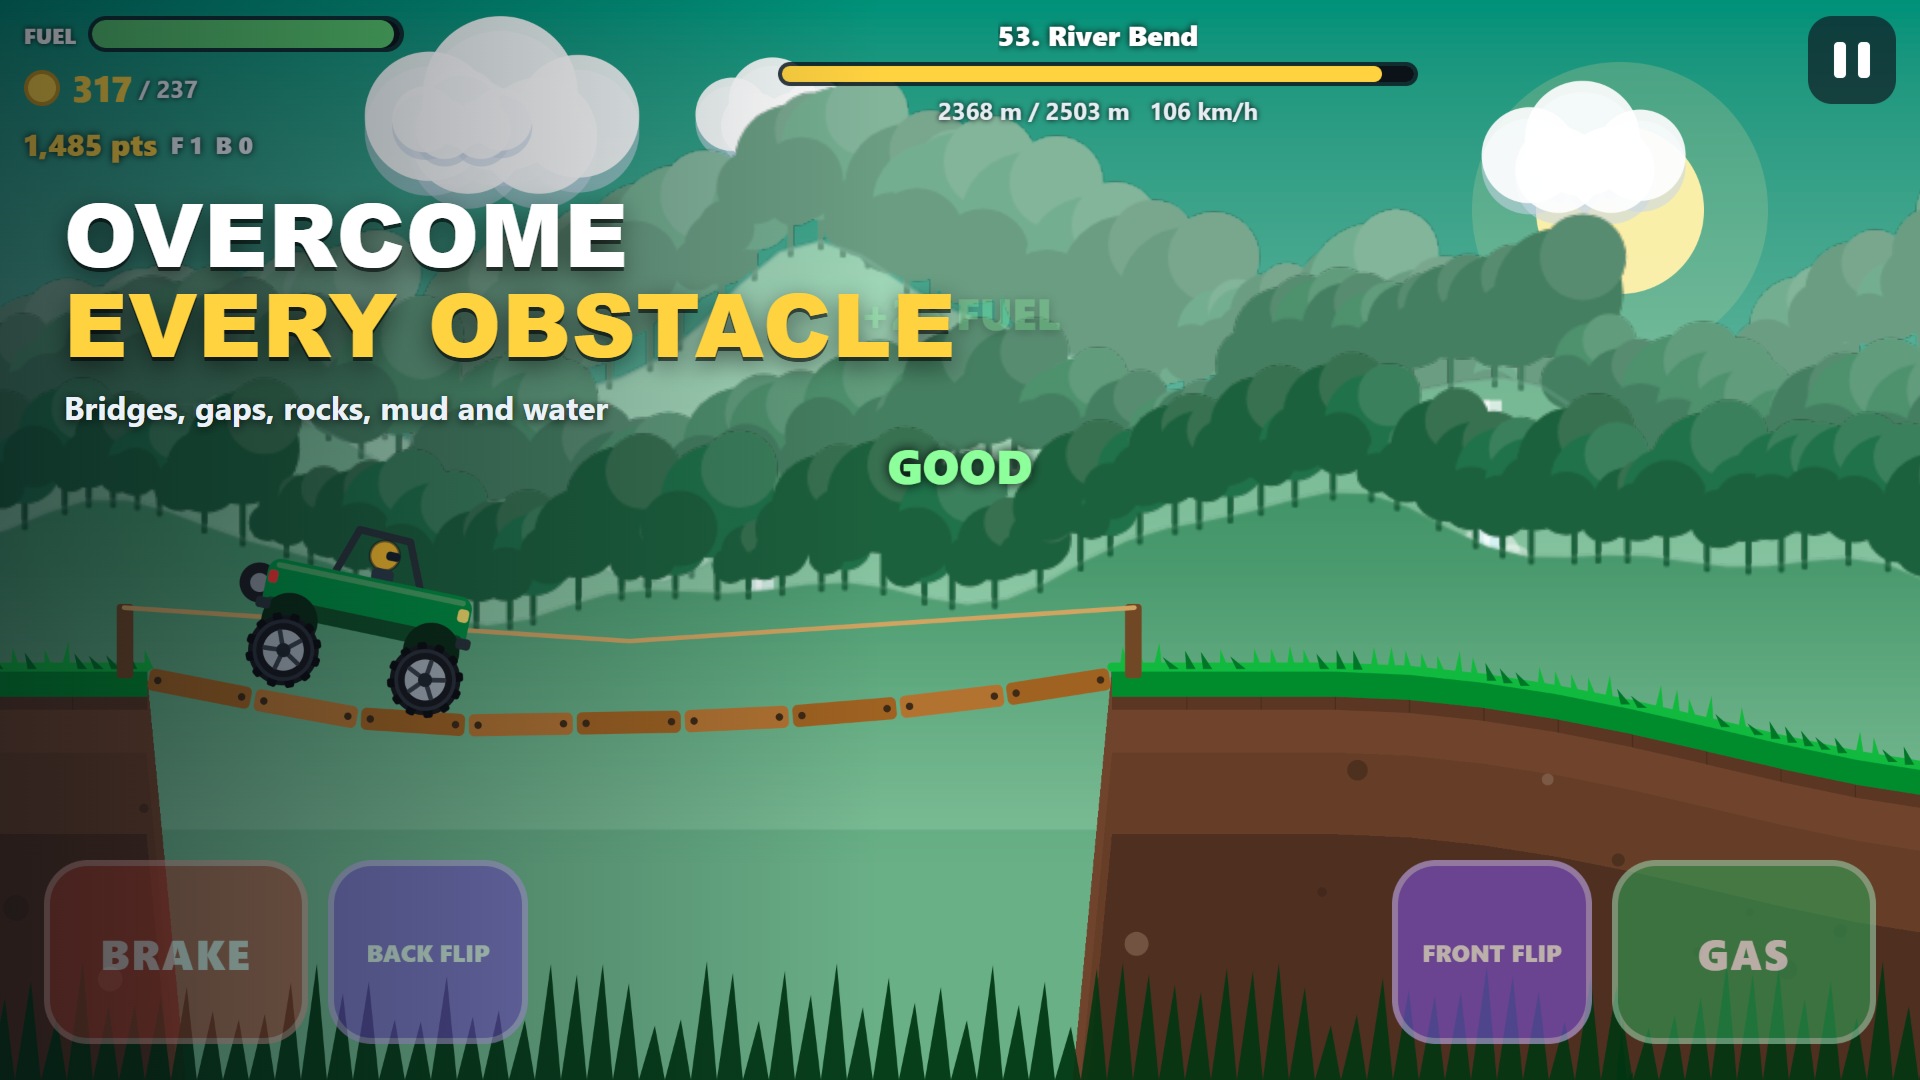 FUEL
317 / 237
1,485 pts F 1 B 0
53. River Bend
2368 m / 2503 m 106 km/h
OVERCOME
EVERY OBSTACLE
FUEL
Bridges, gaps, rocks, mud and water
GOOD
BRAKE
BACK FLIP
FRONT FLIP
GAS